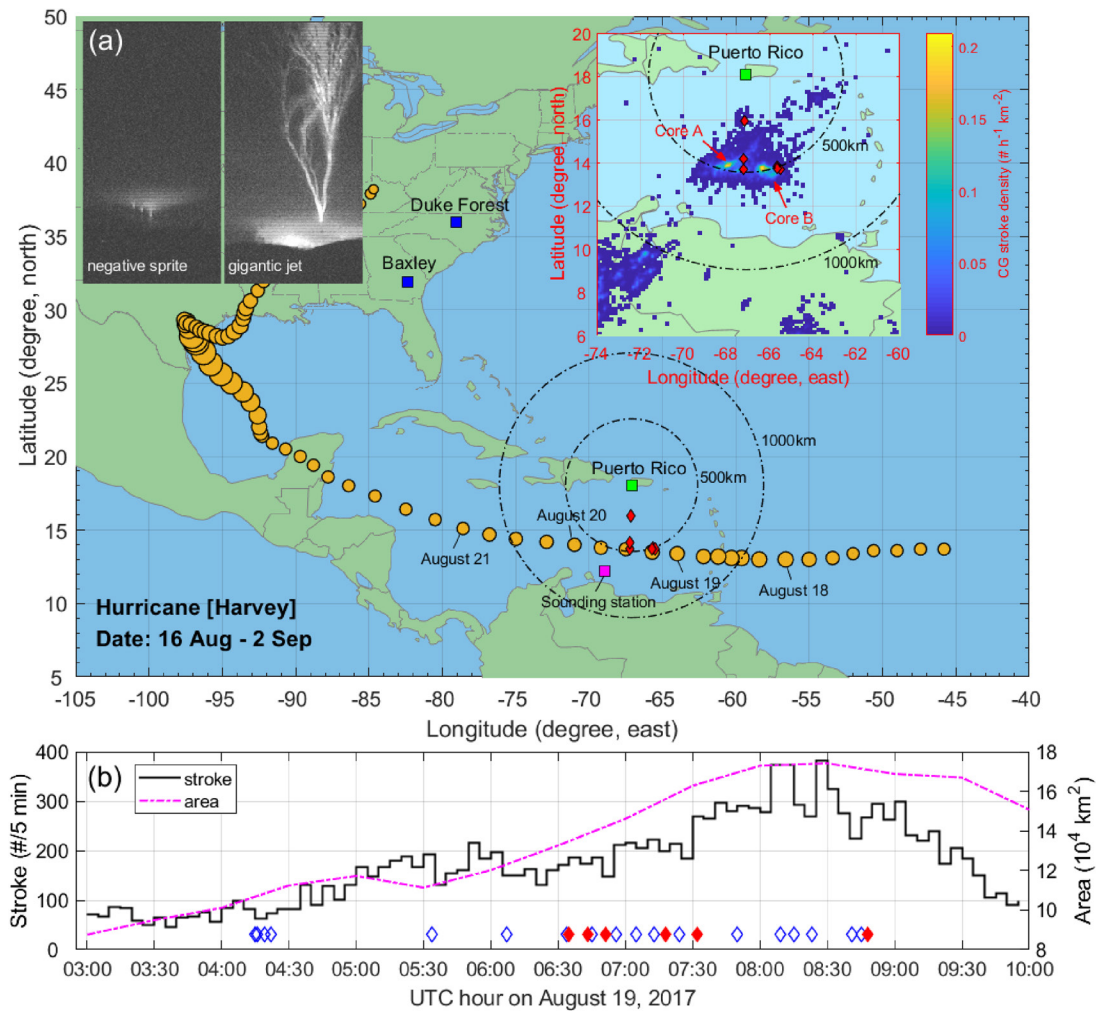 (a)
negative sprite
gigantic jet
Duke Forest
Baxley
Puerto Rico
Core A
Core B
500km
1000km
20
18
16
14
12
10
8
6
-74
-72
-70
-68
-66
-64
-62
-60
Latitude (degree, north)
Longitude (degree, east)
0.2
0.15
0.1
0.05
0
CG stroke density (# h⁻¹ km⁻²)
Puerto Rico
500km
1000km
August 21
August 20
August 19
August 18
Sounding station
Hurricane [Harvey]
Date: 16 Aug - 2 Sep
50
45
40
35
30
25
20
15
10
5
Latitude (degree, north)
-105
-100
-95
-90
-85
-80
-75
-70
-65
-60
-55
-50
-45
-40
Longitude (degree, east)
(b)
stroke
area
400
300
200
100
0
Stroke (#/5 min)
18
16
14
12
10
8
Area (10⁴ km²)
03:00
03:30
04:00
04:30
05:00
05:30
06:00
06:30
07:00
07:30
08:00
08:30
09:00
09:30
10:00
UTC hour on August 19, 2017